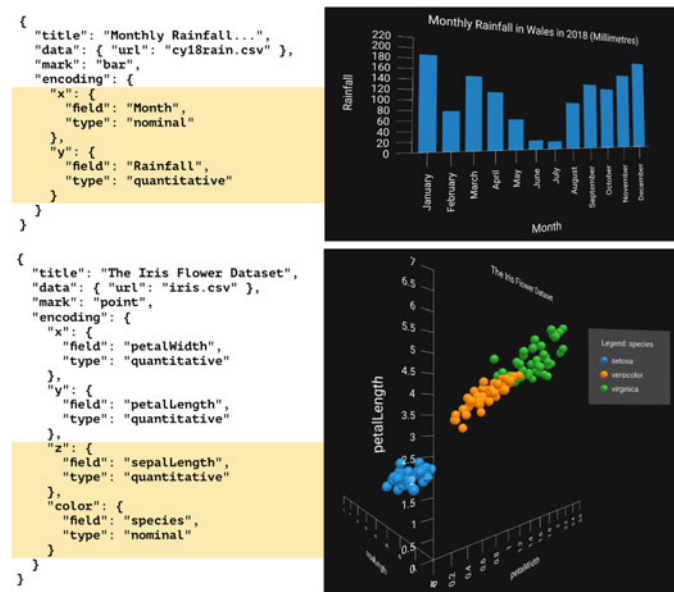 {
"title": "Monthly Rainfall...",
"data": { "url": "cy18rain.csv" },
"mark": "bar",
"encoding": {
"x": {
"field": "Month",
"type": "nominal"
},
"y": {
"field": "Rainfall",
"type": "quantitative"
}
}
}
Monthly Rainfall in Wales in 2018 (Millimetres)
Rainfall
220
200
180
160
140
120
100
80
60
40
20
0
January
February
March
April
May
June
July
August
September
October
November
December
Month
{
"title": "The Iris Flower Dataset",
"data": { "url": "iris.csv" },
"mark": "point",
"encoding": {
"x": {
"field": "petalWidth",
"type": "quantitative"
},
"y": {
"field": "petalLength",
"type": "quantitative"
},
"z": {
"field": "sepalLength",
"type": "quantitative"
},
"color": {
"field": "species",
"type": "nominal"
}
}
}
The Iris Flower Dataset
petalLength
7
6.5
6
5.5
5
4.5
4
3.5
3
2.5
2
1.5
1
0.5
0
Legend: species
setosa
versicolor
virginica
0.2
0.4
0.6
0.8
1
1.2
petalWidth